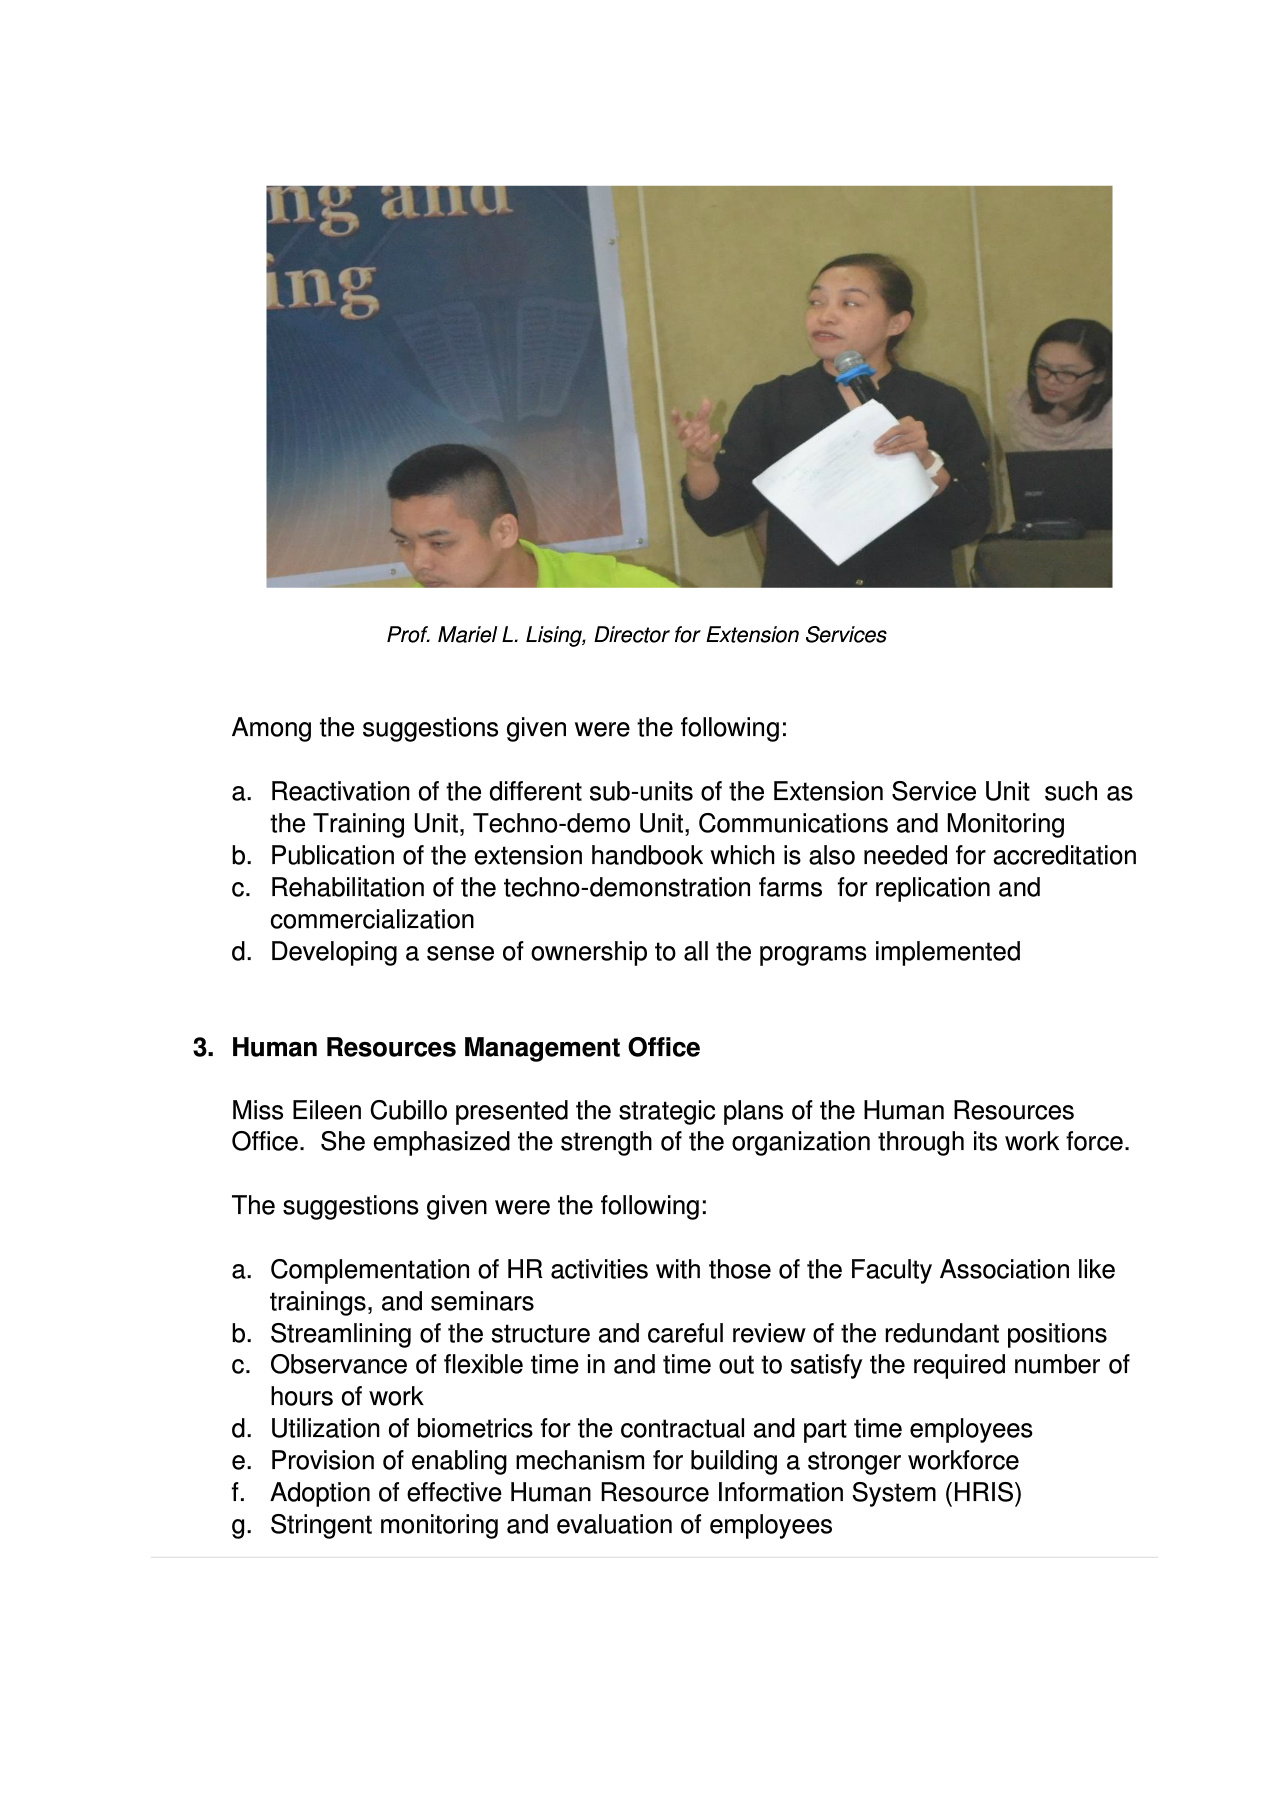 ng and
ing
acer
Prof. Mariel L. Lising, Director for Extension Services
Among the suggestions given were the following:
a. Reactivation of the different sub-units of the Extension Service Unit such as
the Training Unit, Techno-demo Unit, Communications and Monitoring
b. Publication of the extension handbook which is also needed for accreditation
c. Rehabilitation of the techno-demonstration farms for replication and
commercialization
d. Developing a sense of ownership to all the programs implemented
3. Human Resources Management Office
Miss Eileen Cubillo presented the strategic plans of the Human Resources
Office. She emphasized the strength of the organization through its work force.
The suggestions given were the following:
a. Complementation of HR activities with those of the Faculty Association like
trainings, and seminars
b. Streamlining of the structure and careful review of the redundant positions
c. Observance of flexible time in and time out to satisfy the required number of
hours of work
d. Utilization of biometrics for the contractual and part time employees
e. Provision of enabling mechanism for building a stronger workforce
f. Adoption of effective Human Resource Information System (HRIS)
g. Stringent monitoring and evaluation of employees